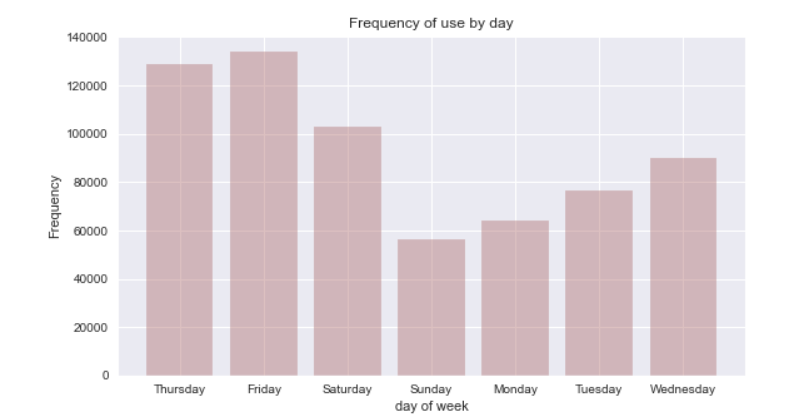 Frequency of use by day
140000
120000
100000
80000
60000
40000
20000
0
Frequency
Thursday Friday Saturday Sunday Monday Tuesday Wednesday
day of week